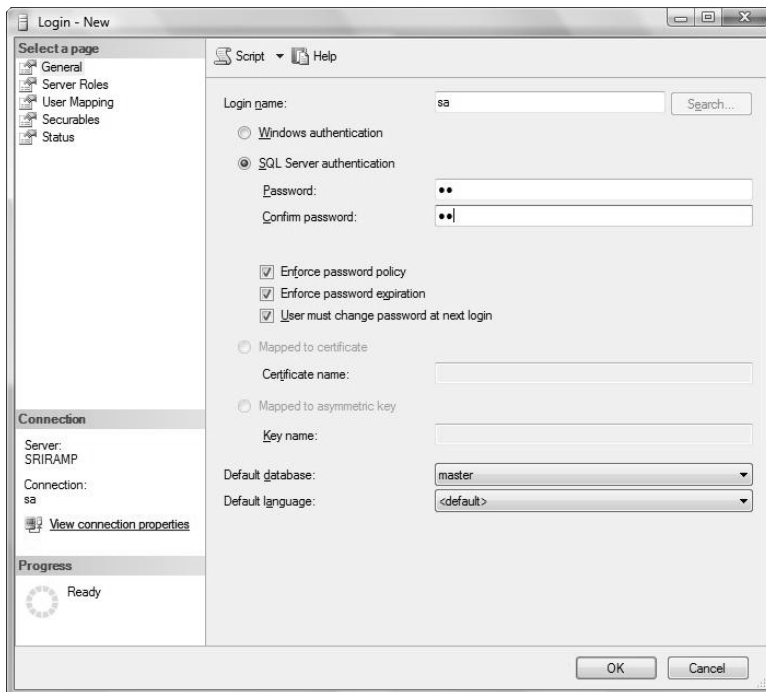 Login - New
Select a page
General
Server Roles
User Mapping
Securables
Status
Script Help
Login name: sa Search...
Windows authentication
SQL Server authentication
Password: ●●
Confirm password: ●●
Enforce password policy
Enforce password expiration
User must change password at next login
Mapped to certificate
Certificate name:
Mapped to asymmetric key
Key name:
Default database: master
Default language: <default>
Connection
Server:
SRIRAMP
Connection:
sa
View connection properties
Progress
Ready
OK Cancel